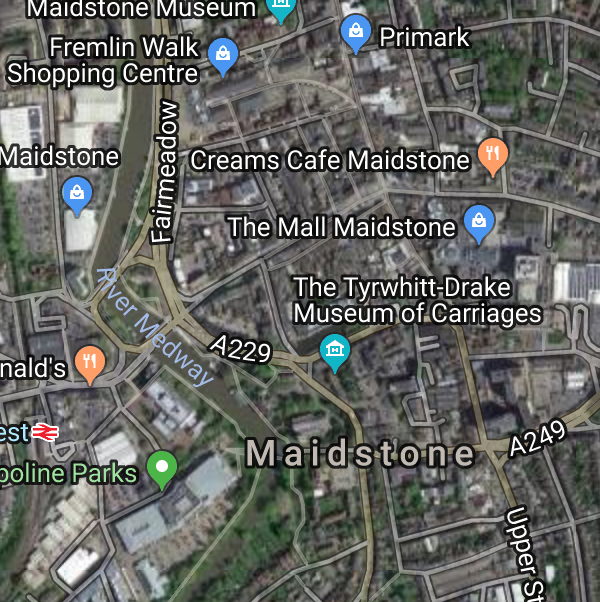 Maidstone Museum
Fremlin Walk
Shopping Centre
Primark
Fairmeadow
Maidstone
Creams Cafe Maidstone
The Mall Maidstone
River Medway
The Tyrwhitt-Drake
Museum of Carriages
A229
nald's
est
Maidstone
A249
poline Parks
Upper St